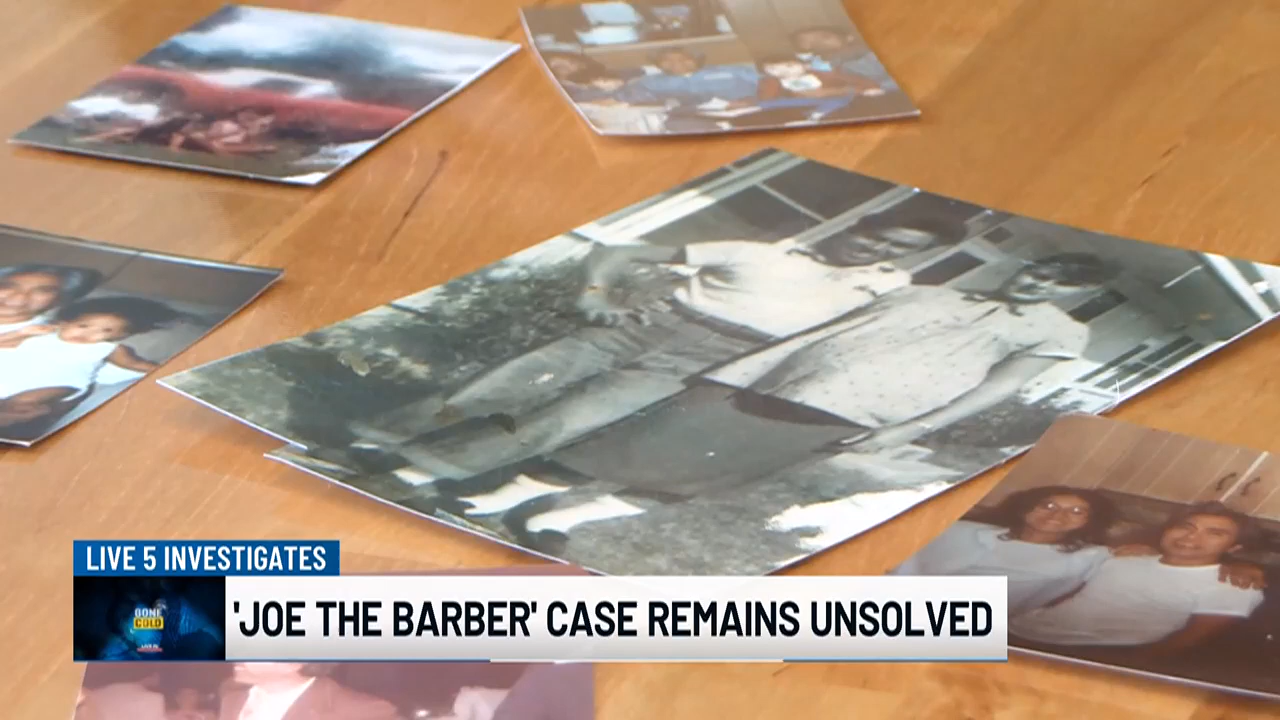 LIVE 5 INVESTIGATES
GONE
COLD
'JOE THE BARBER' CASE REMAINS UNSOLVED